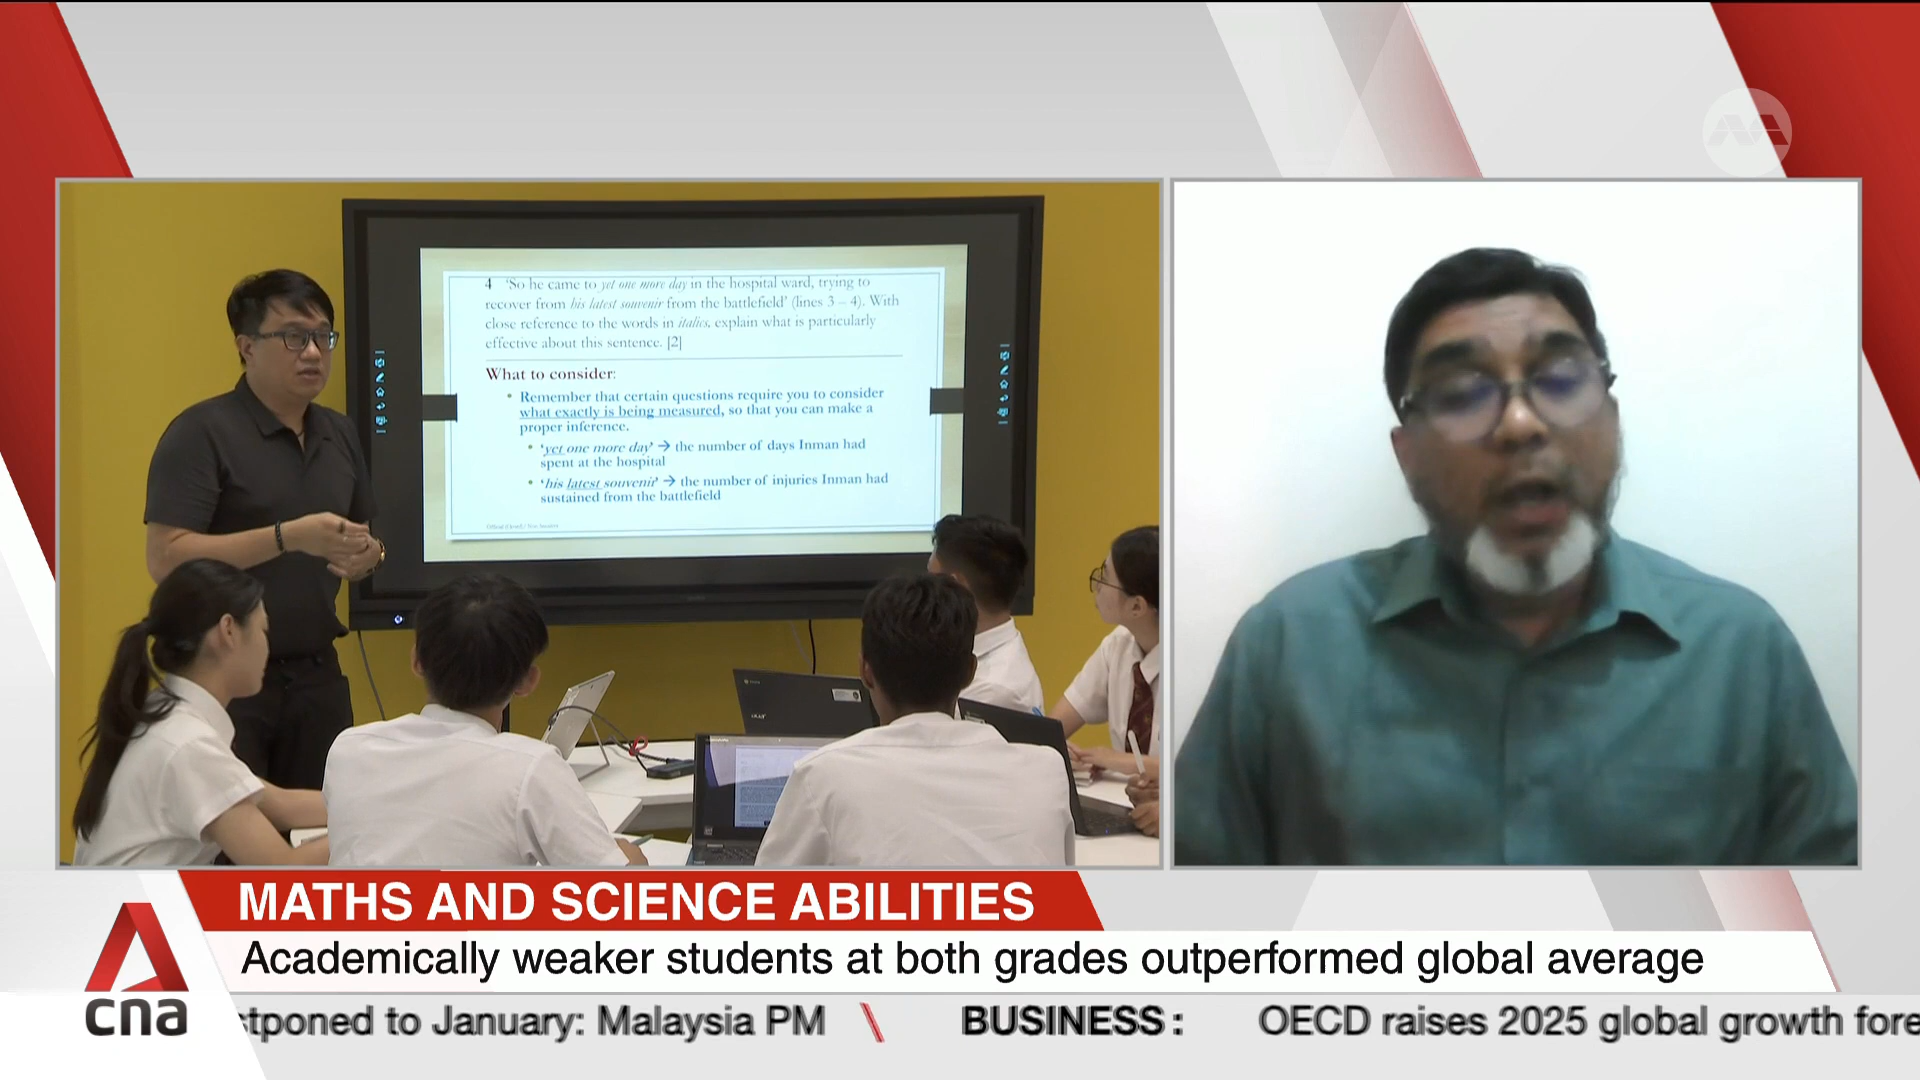 4 'So he came to yet one more day in the hospital ward, trying to
recover from his latest souvenir from the battlefield' (lines 3 – 4). With
close reference to the words in italics, explain what is particularly
effective about this sentence. [2]
What to consider:
• Remember that certain questions require you to consider
what exactly is being measured, so that you can make a
proper inference.
• 'yet one more day' → the number of days Inman had
spent at the hospital
• 'his latest souvenir' → the number of injuries Inman had
sustained from the battlefield
MATHS AND SCIENCE ABILITIES
Academically weaker students at both grades outperformed global average
cna
tponed to January: Malaysia PM \ BUSINESS: OECD raises 2025 global growth fore